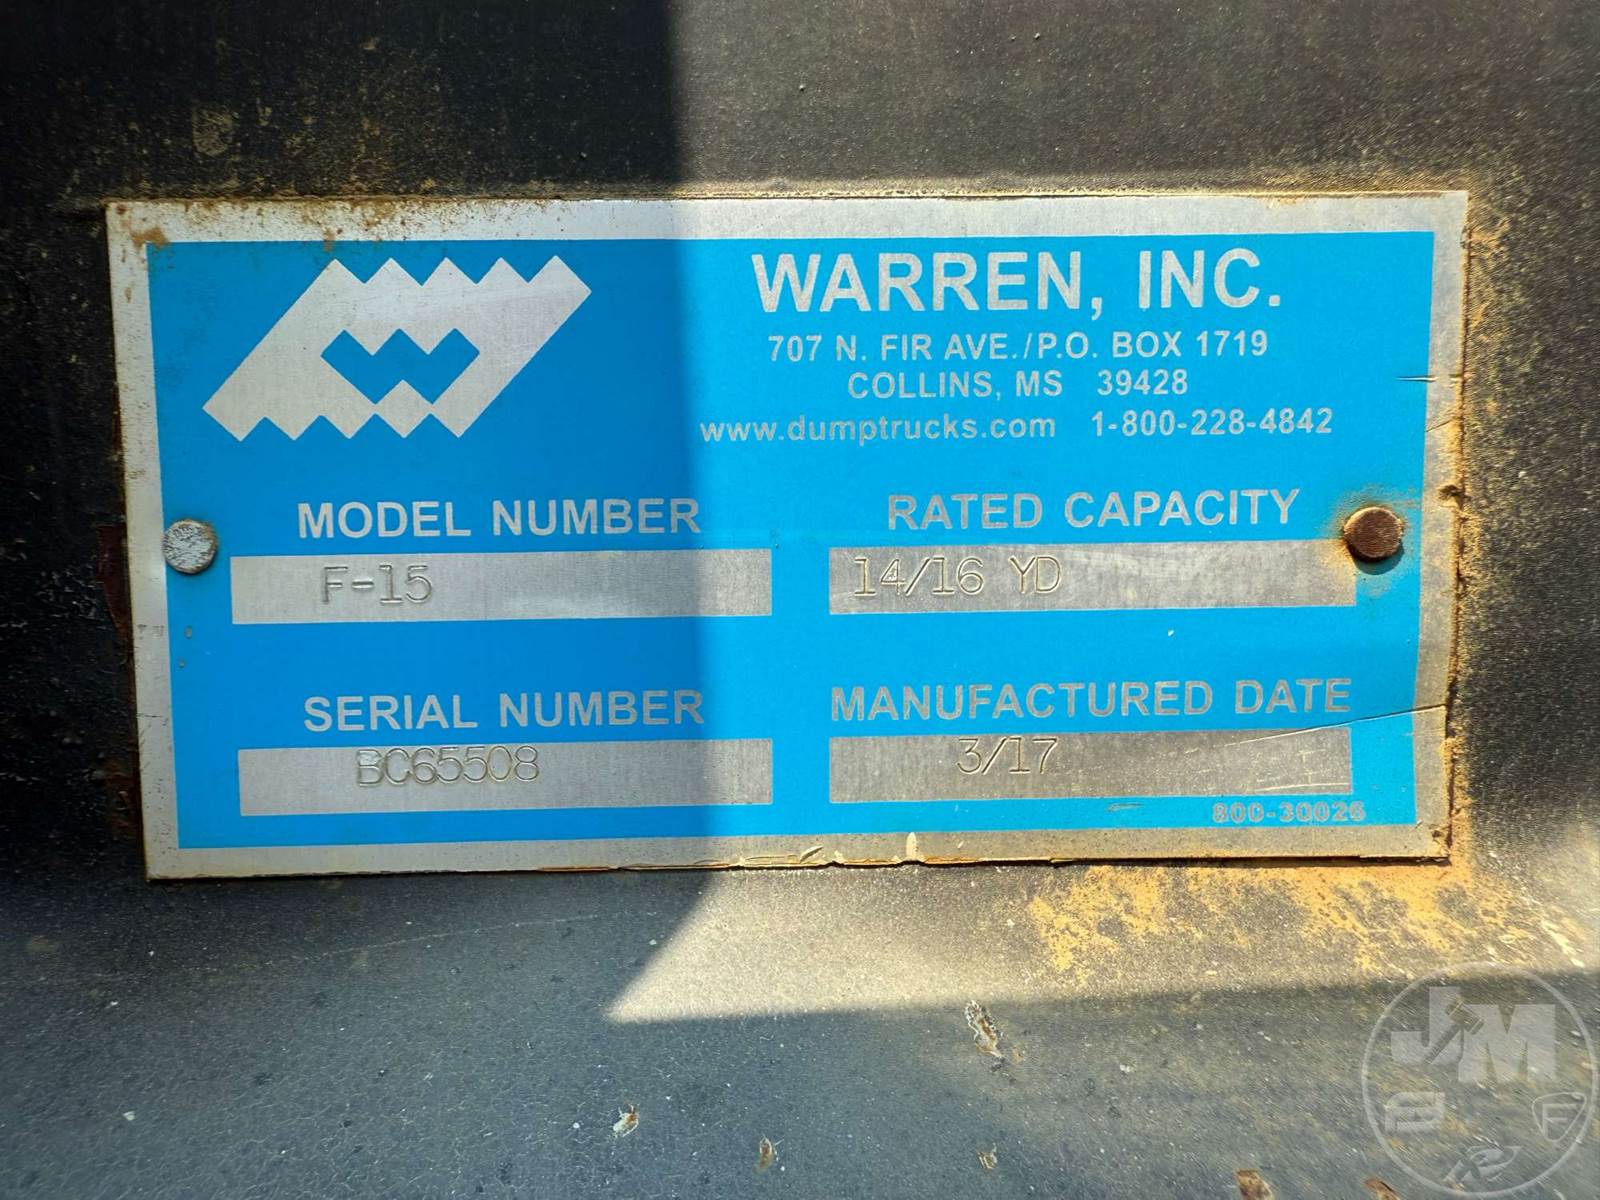 WARREN, INC.
707 N. FIR AVE./P.O. BOX 1719
COLLINS, MS 39428
www.dumptrucks.com 1-800-228-4842
MODEL NUMBER
F-15
RATED CAPACITY
14/16 YD
SERIAL NUMBER
BC65508
MANUFACTURED DATE
3/17
800-30026
JM